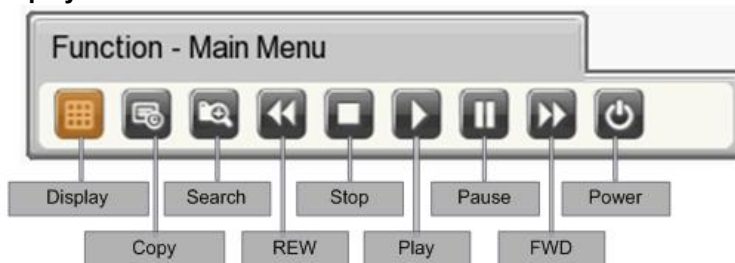 Function - Main Menu
Display Search Stop Pause Power
Copy REW Play FWD